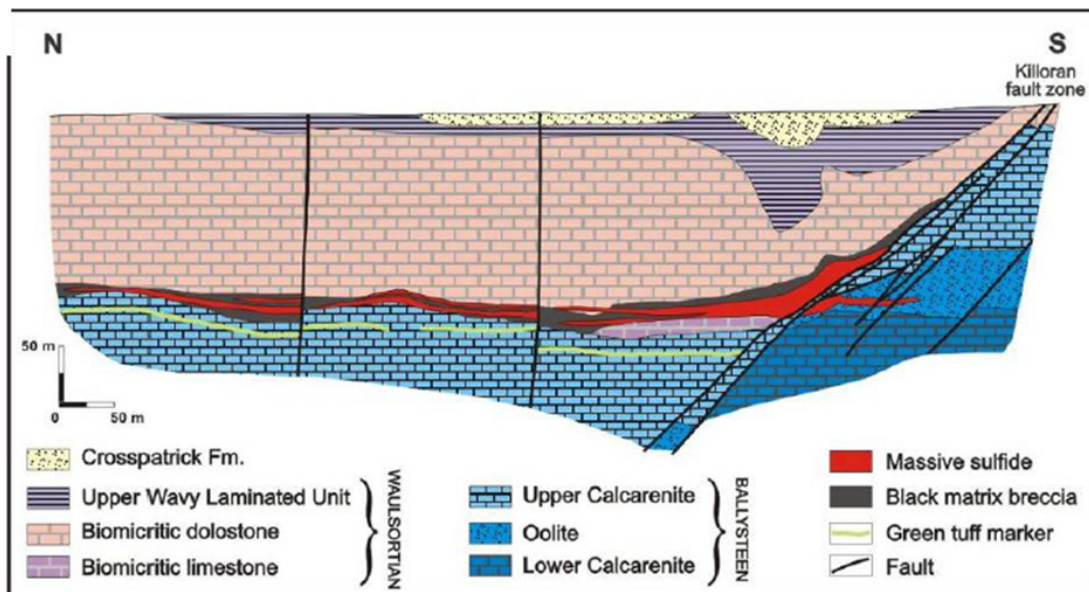 N
S
Killoran
fault zone
50 m
0
50 m
Crosspatrick Fm.
Upper Wavy Laminated Unit
Biomicritic dolostone
Biomicritic limestone
WAULSORTIAN
Upper Calcarenite
Oolite
Lower Calcarenite
BALLYSTEEN
Massive sulfide
Black matrix breccia
Green tuff marker
Fault